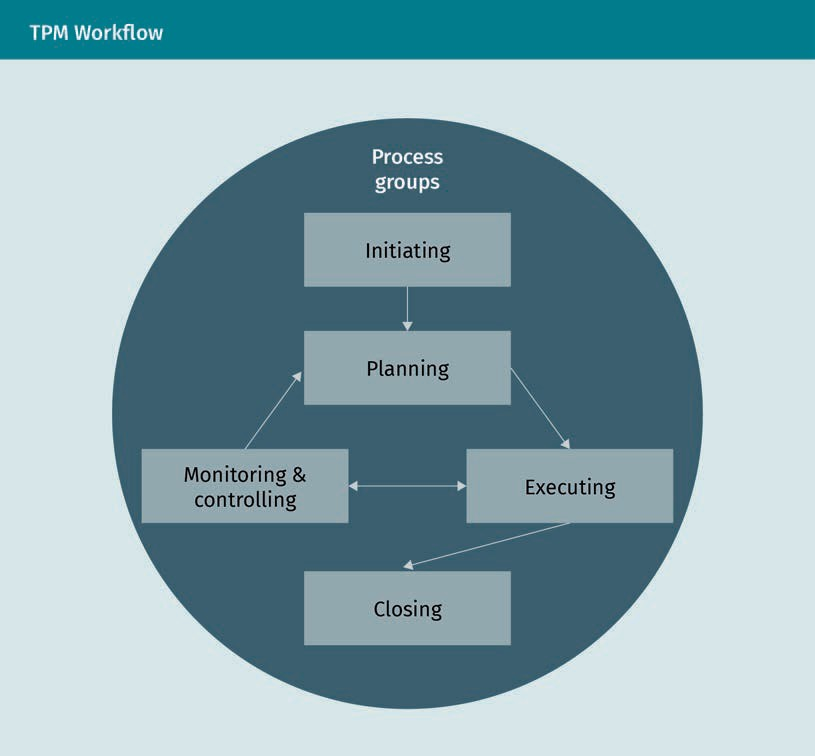 TPM Workflow
Process
groups
Initiating
Planning
Monitoring &
controlling
Executing
Closing